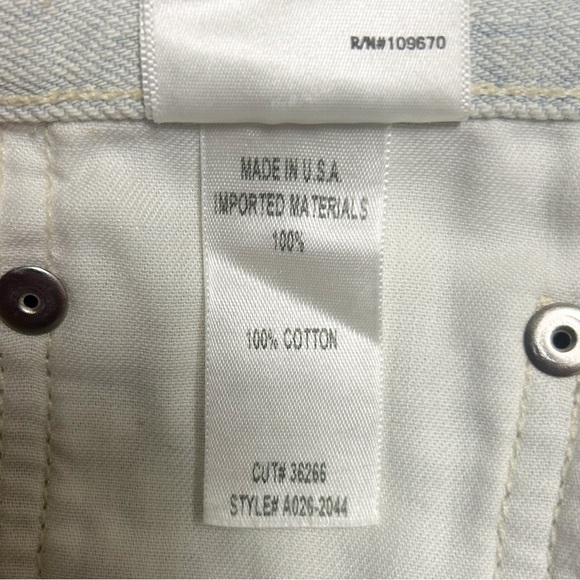 R/N#109670
MADE IN U.S.A.
IMPORTED MATERIALS
100%
100% COTTON
CUT# 36266
STYLE# A026-2044